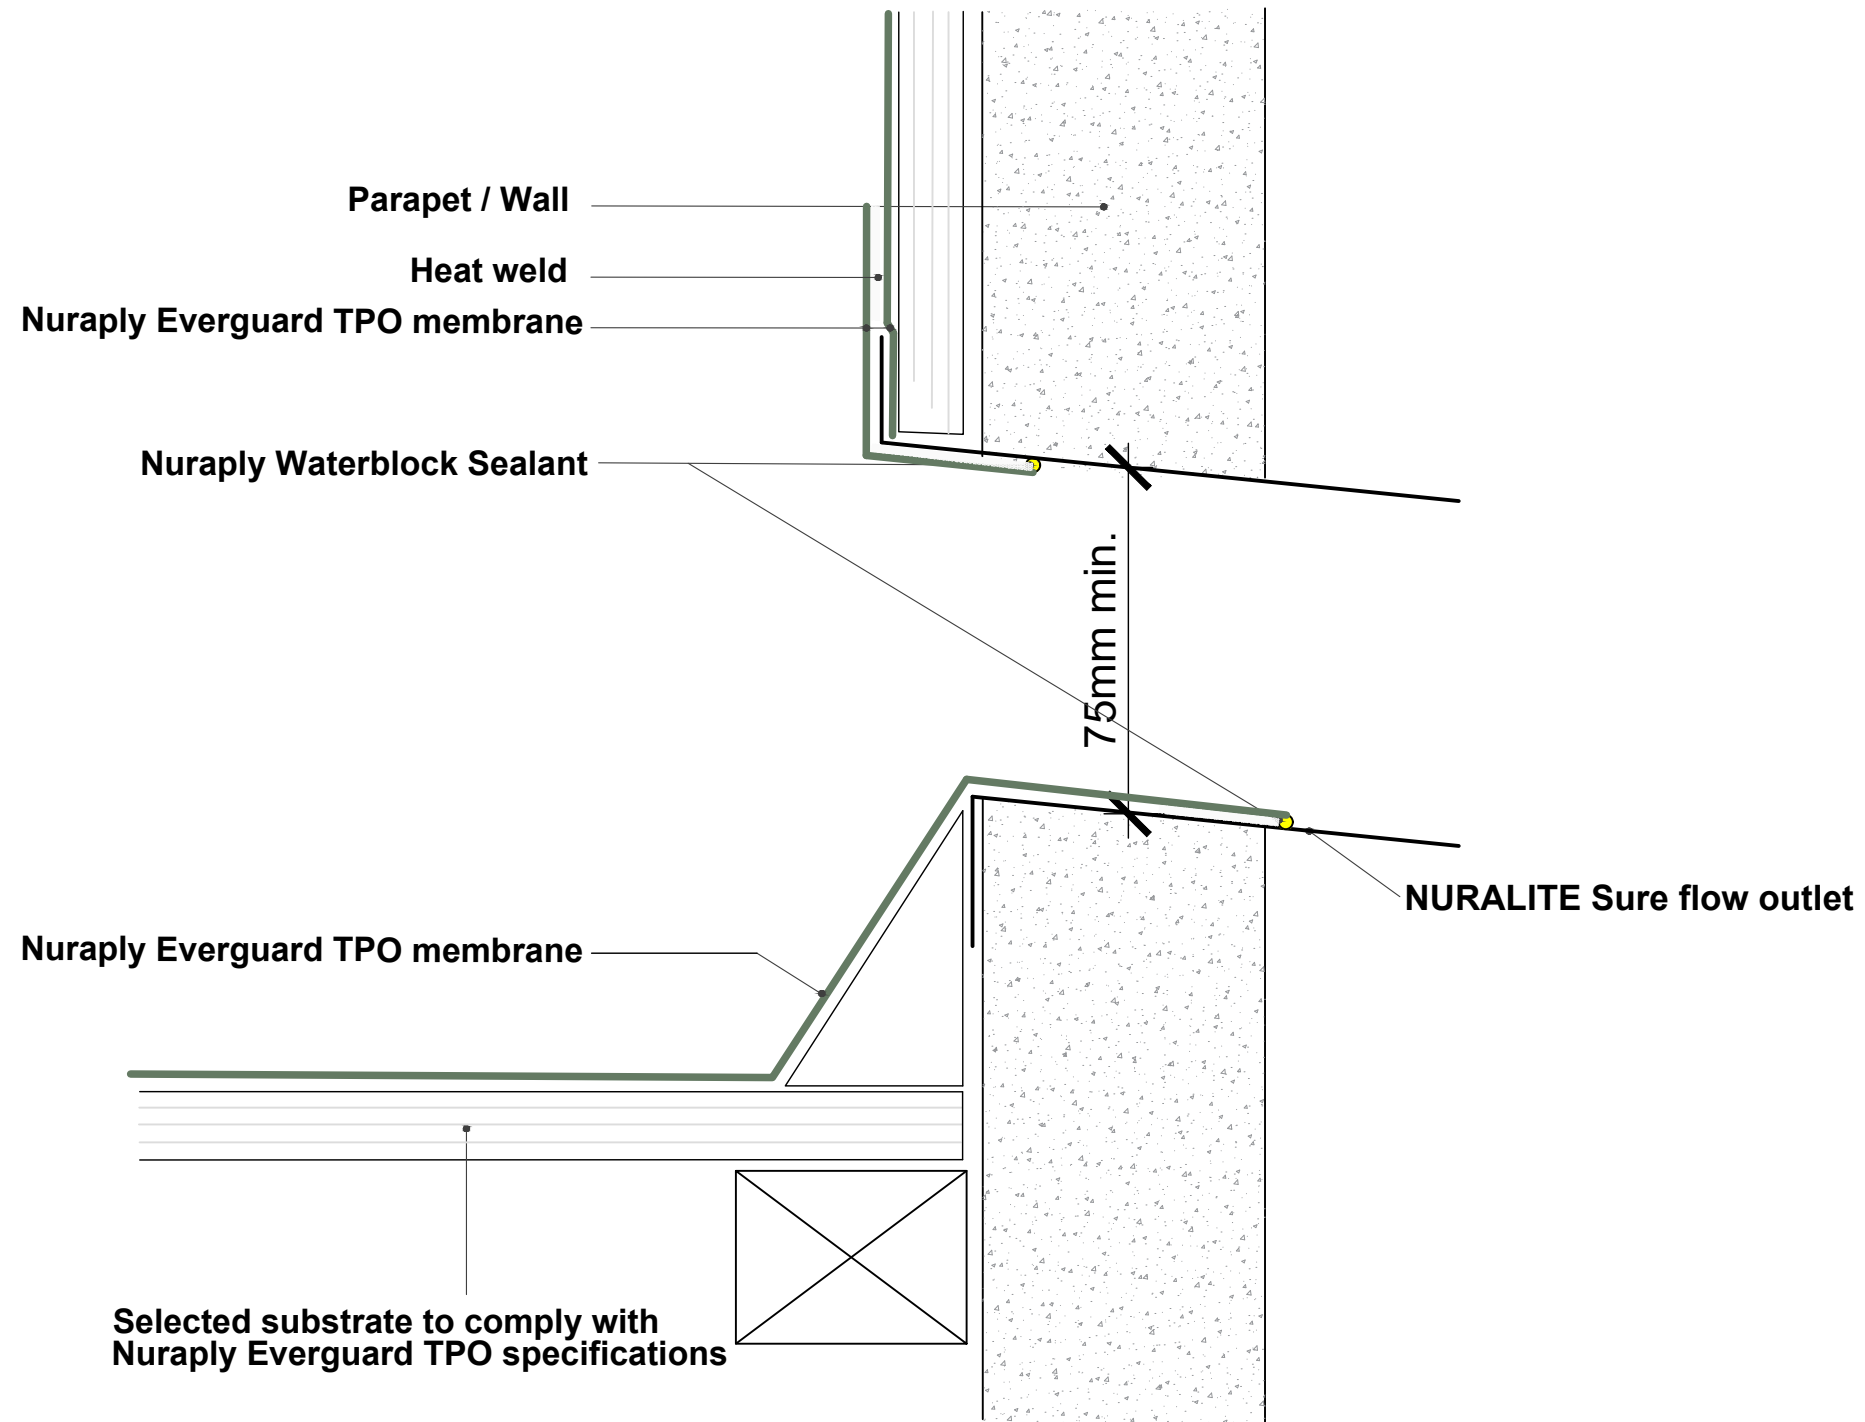 Parapet / Wall
Heat weld
Nuraply Everguard TPO membrane
Nuraply Waterblock Sealant
75mm min.
NURALITE Sure flow outlet
Nuraply Everguard TPO membrane
Selected substrate to comply with
Nuraply Everguard TPO specifications